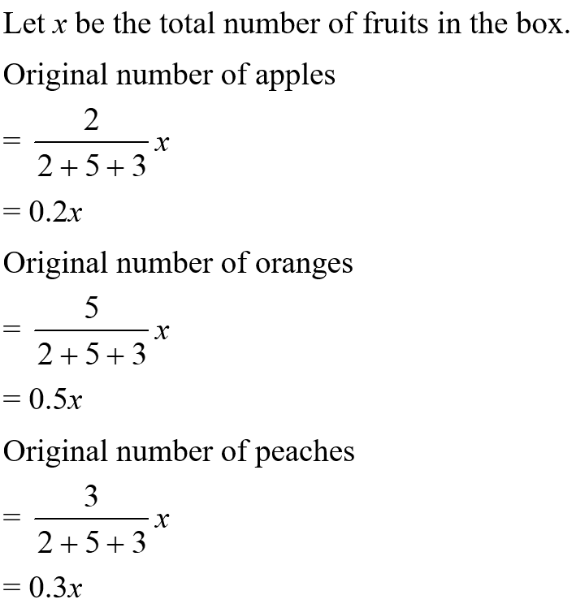 Let x be the total number of fruits in the box.
Original number of apples
= \frac{2}{2+5+3}x
= 0.2x
Original number of oranges
= \frac{5}{2+5+3}x
= 0.5x
Original number of peaches
= \frac{3}{2+5+3}x
= 0.3x